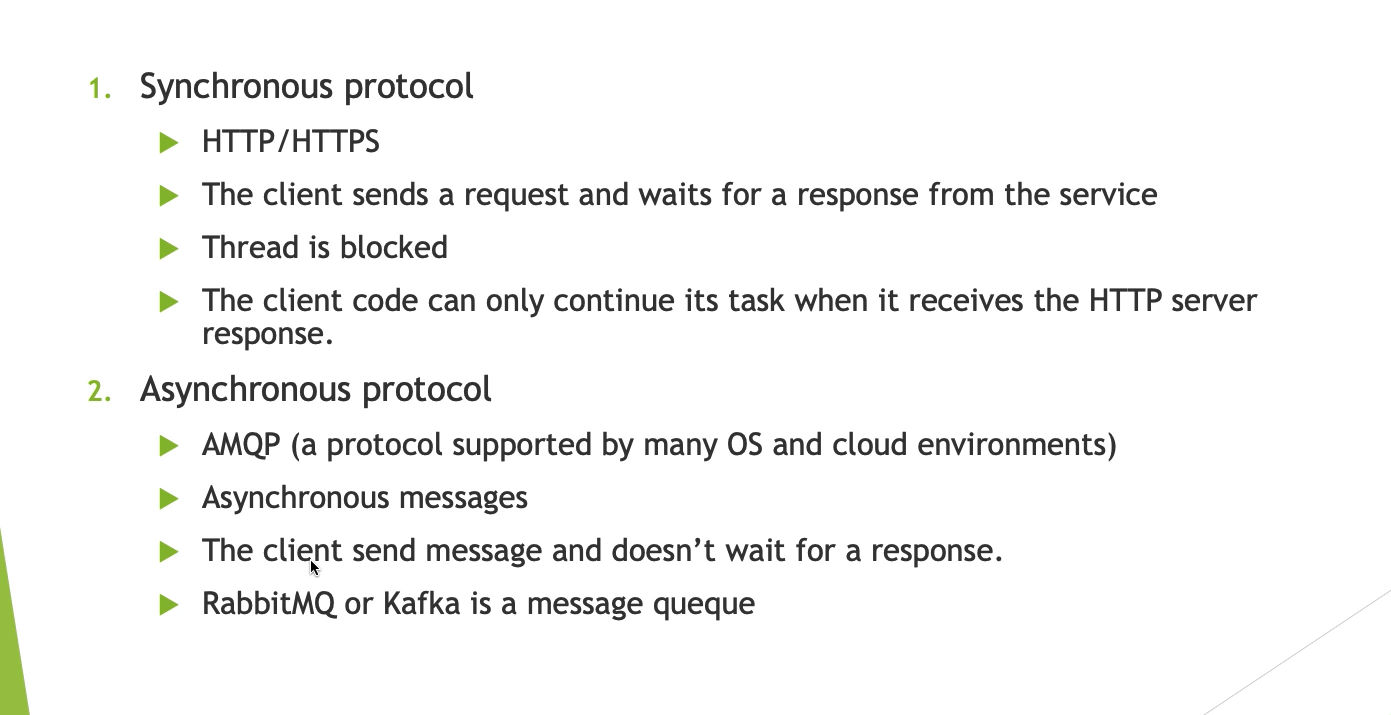 1. Synchronous protocol
HTTP/HTTPS
The client sends a request and waits for a response from the service
Thread is blocked
The client code can only continue its task when it receives the HTTP server
response.
2. Asynchronous protocol
AMQP (a protocol supported by many OS and cloud environments)
Asynchronous messages
The client send message and doesn’t wait for a response.
RabbitMQ or Kafka is a message queque